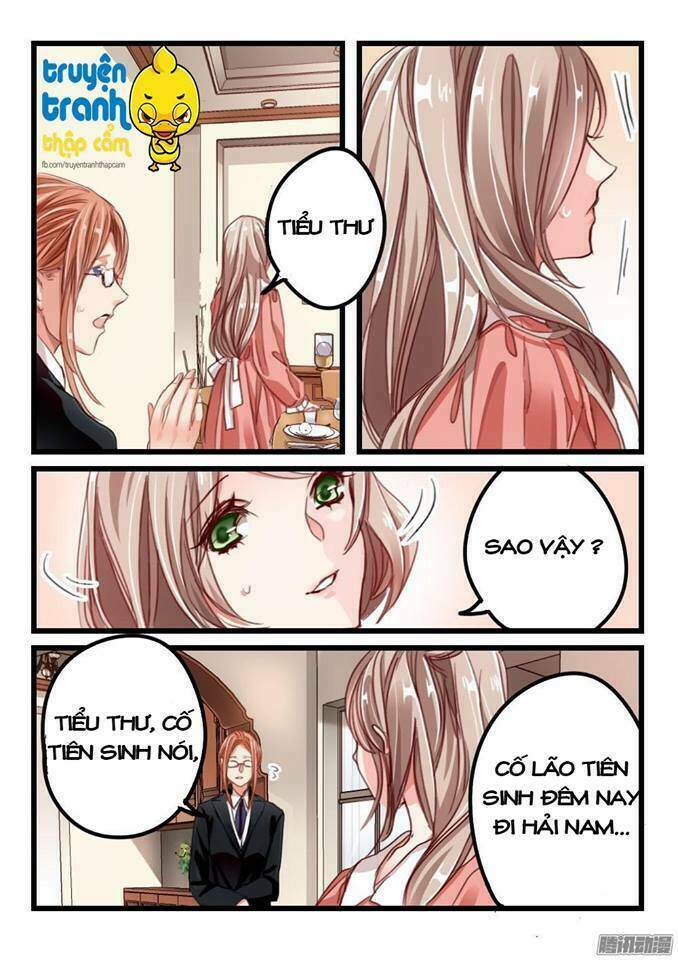 truyện
tranh
thập cẩm
fb.com/truyentranhthapcam
TIỂU THƯ
SAO VẬY ?
TIỂU THƯ, CỐ
TIÊN SINH NÓI,
CỐ LÃO TIÊN
SINH ĐÊM NAY
ĐI HẢI NAM...
腾讯动漫